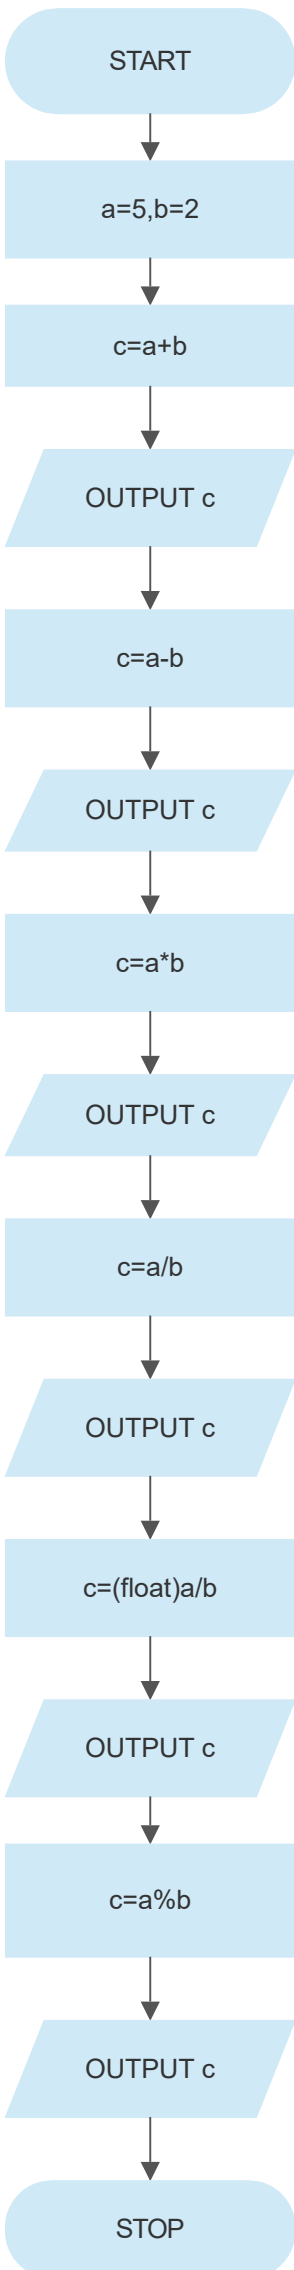 START
a=5,b=2
c=a+b
OUTPUT c
c=a-b
OUTPUT c
c=a*b
OUTPUT c
c=a/b
OUTPUT c
c=(float)a/b
OUTPUT c
c=a%b
OUTPUT c
STOP